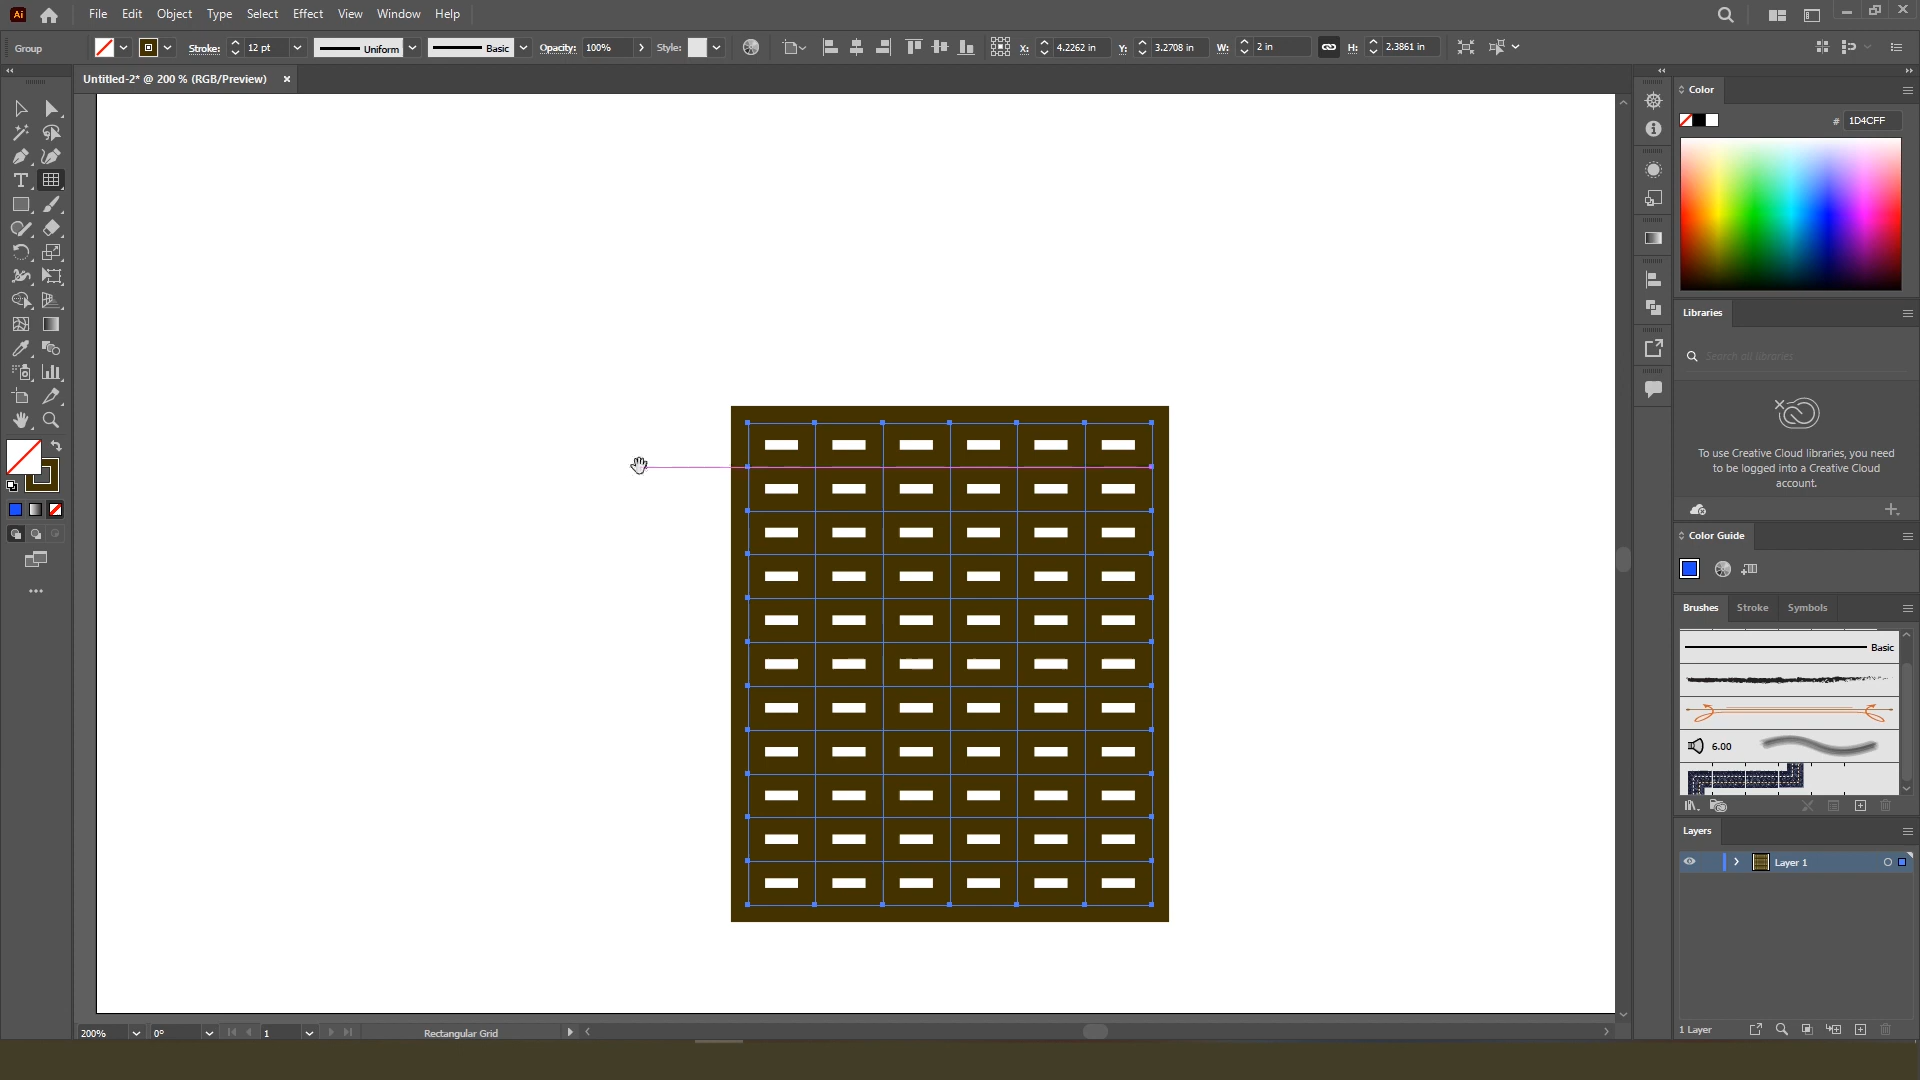 Ai File Edit Object Type Select Effect View Window Help
Group Stroke: 12 pt Uniform Basic Opacity: 100% Style: X: 4.2262 in Y: 3.2708 in W: 2 in H: 2.3861 in
Untitled-2* @ 200 % (RGB/Preview) ×
Color
# 1D4CFF
Libraries
Search all libraries
To use Creative Cloud libraries, you need
to be logged into a Creative Cloud
account.
Color Guide
Brushes Stroke Symbols
Basic
6.00
Layers
Layer 1
1 Layer
200% 0° 1 Rectangular Grid